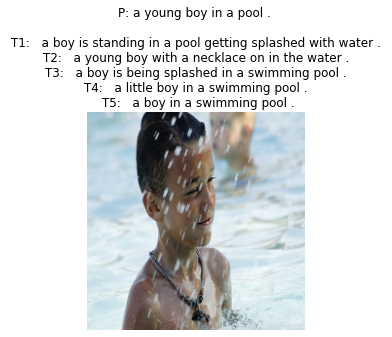 P: a young boy in a pool .
T1: a boy is standing in a pool getting splashed with water .
T2: a young boy with a necklace on in the water .
T3: a boy is being splashed in a swimming pool .
T4: a little boy in a swimming pool .
T5: a boy in a swimming pool .